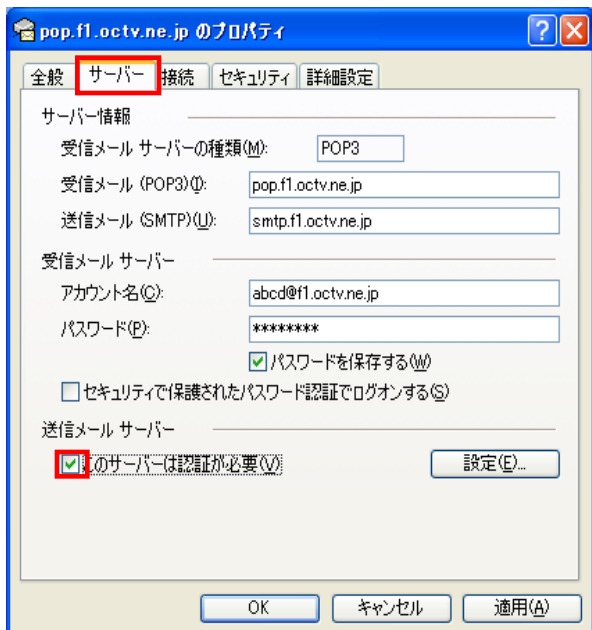 pop.f1.octv.ne.jp のプロパティ
全般 サーバー 接続 セキュリティ 詳細設定
サーバー情報
受信メール サーバーの種類(M): POP3
受信メール (POP3)(I): pop.f1.octv.ne.jp
送信メール (SMTP)(U): smtp.f1.octv.ne.jp
受信メール サーバー
アカウント名(C): abcd@f1.octv.ne.jp
パスワード(P): ********
パスワードを保存する(W)
セキュリティで保護されたパスワード認証でログオンする(S)
送信メール サーバー
このサーバーは認証が必要(V) 設定(E)...
OK キャンセル 適用(A)